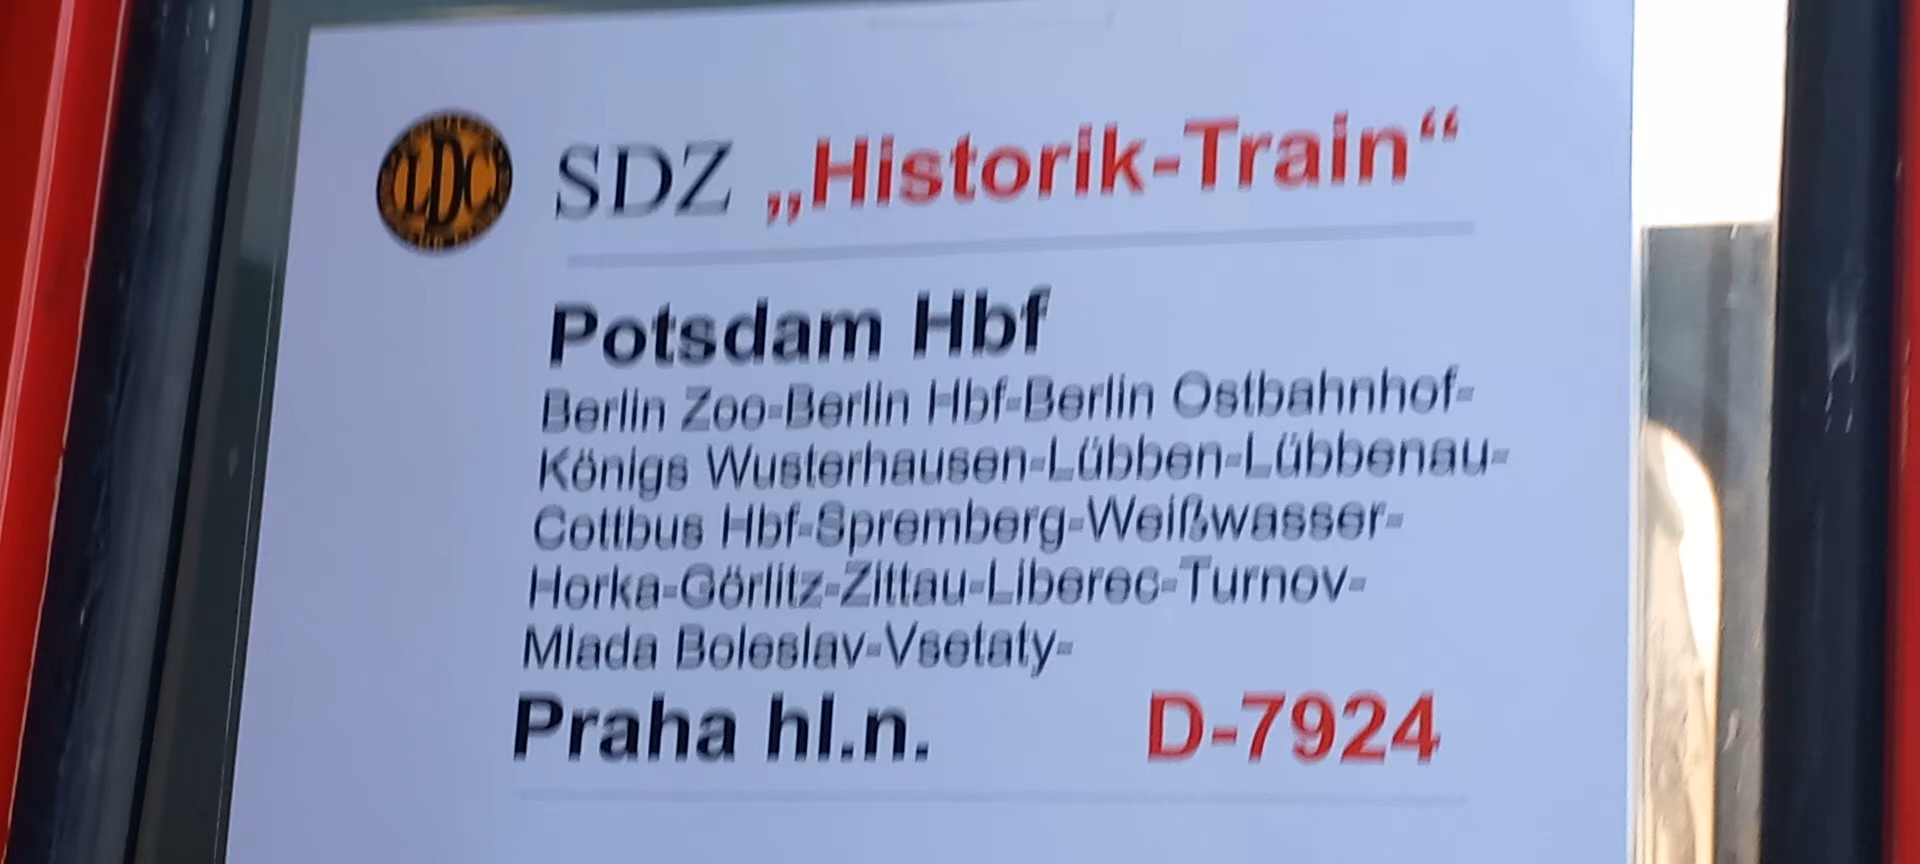 LDC SDZ „Historik-Train“
Potsdam Hbf
Berlin Zoo-Berlin Hbf-Berlin Ostbahnhof-
Königs Wusterhausen-Lübben-Lübbenau-
Cottbus Hbf-Spremberg-Weißwasser-
Horka-Görlitz-Zittau-Liberec-Turnov-
Mlada Boleslav-Vsetaty-
Praha hl.n. D-7924